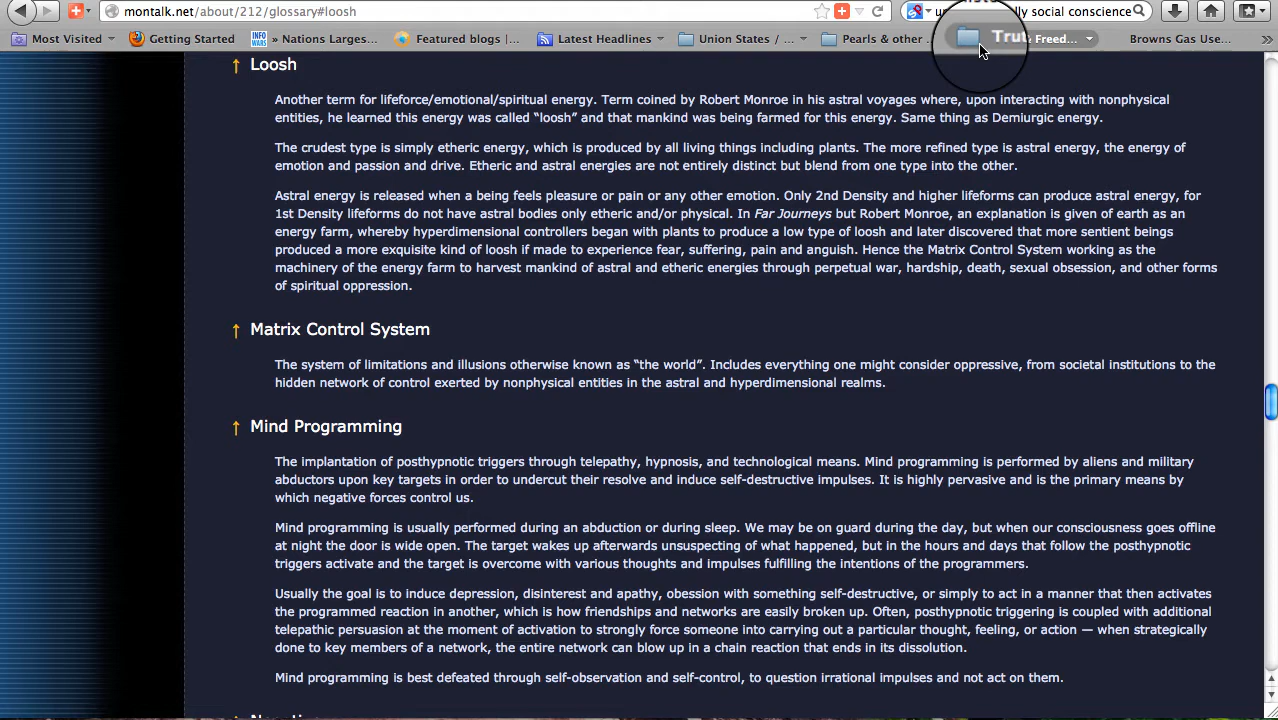 montalk.net/about/212/glossary#loosh
social conscience
Most Visited
Getting Started
INFO WARS
» Nations Larges...
Featured blogs |...
Latest Headlines
Union States / ...
Pearls & other ..
Freed...
Browns Gas Use...
»
↑ Loosh
Another term for lifeforce/emotional/spiritual energy. Term coined by Robert Monroe in his astral voyages where, upon interacting with nonphysical
entities, he learned this energy was called “loosh” and that mankind was being farmed for this energy. Same thing as Demiurgic energy.
The crudest type is simply etheric energy, which is produced by all living things including plants. The more refined type is astral energy, the energy of
emotion and passion and drive. Etheric and astral energies are not entirely distinct but blend from one type into the other.
Astral energy is released when a being feels pleasure or pain or any other emotion. Only 2nd Density and higher lifeforms can produce astral energy, for
1st Density lifeforms do not have astral bodies only etheric and/or physical. In Far Journeys but Robert Monroe, an explanation is given of earth as an
energy farm, whereby hyperdimensional controllers began with plants to produce a low type of loosh and later discovered that more sentient beings
produced a more exquisite kind of loosh if made to experience fear, suffering, pain and anguish. Hence the Matrix Control System working as the
machinery of the energy farm to harvest mankind of astral and etheric energies through perpetual war, hardship, death, sexual obsession, and other forms
of spiritual oppression.
↑ Matrix Control System
The system of limitations and illusions otherwise known as “the world”. Includes everything one might consider oppressive, from societal institutions to the
hidden network of control exerted by nonphysical entities in the astral and hyperdimensional realms.
↑ Mind Programming
The implantation of posthypnotic triggers through telepathy, hypnosis, and technological means. Mind programming is performed by aliens and military
abductors upon key targets in order to undercut their resolve and induce self-destructive impulses. It is highly pervasive and is the primary means by
which negative forces control us.
Mind programming is usually performed during an abduction or during sleep. We may be on guard during the day, but when our consciousness goes offline
at night the door is wide open. The target wakes up afterwards unsuspecting of what happened, but in the hours and days that follow the posthypnotic
triggers activate and the target is overcome with various thoughts and impulses fulfilling the intentions of the programmers.
Usually the goal is to induce depression, disinterest and apathy, obession with something self-destructive, or simply to act in a manner that then activates
the programmed reaction in another, which is how friendships and networks are easily broken up. Often, posthypnotic triggering is coupled with additional
telepathic persuasion at the moment of activation to strongly force someone into carrying out a particular thought, feeling, or action — when strategically
done to key members of a network, the entire network can blow up in a chain reaction that ends in its dissolution.
Mind programming is best defeated through self-observation and self-control, to question irrational impulses and not act on them.